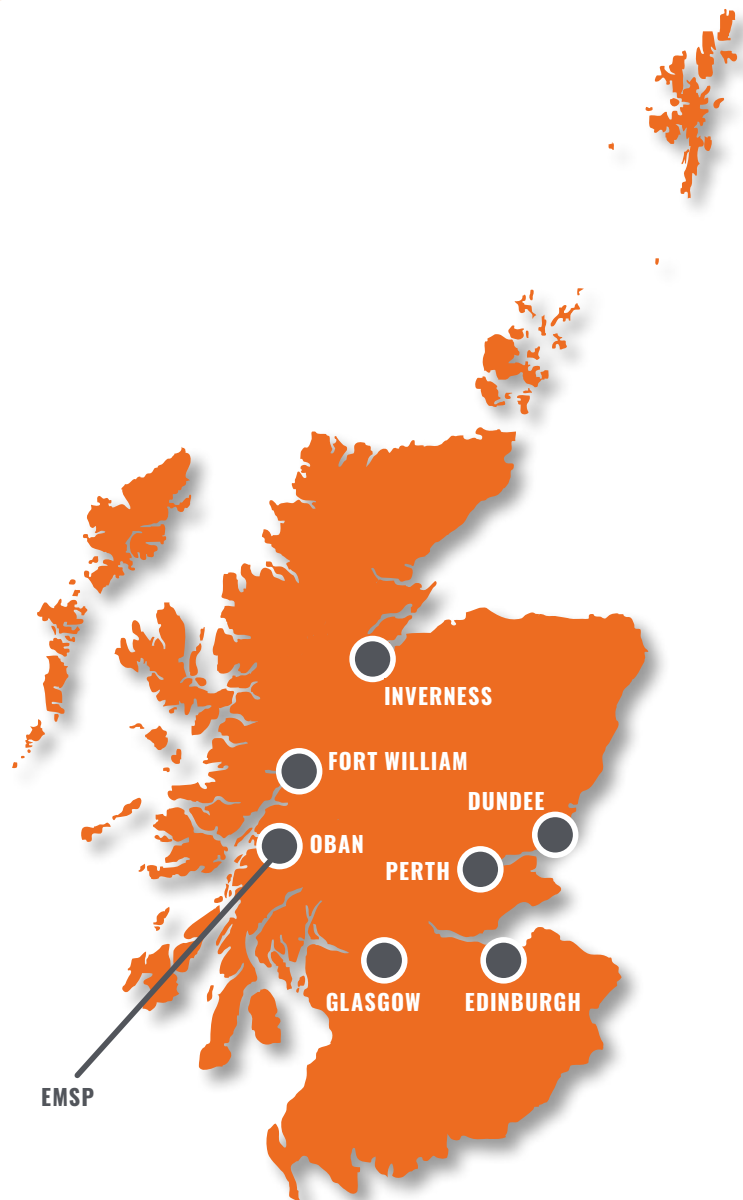 INVERNESS
FORT WILLIAM
DUNDEE
OBAN
PERTH
GLASGOW
EDINBURGH
EMSP